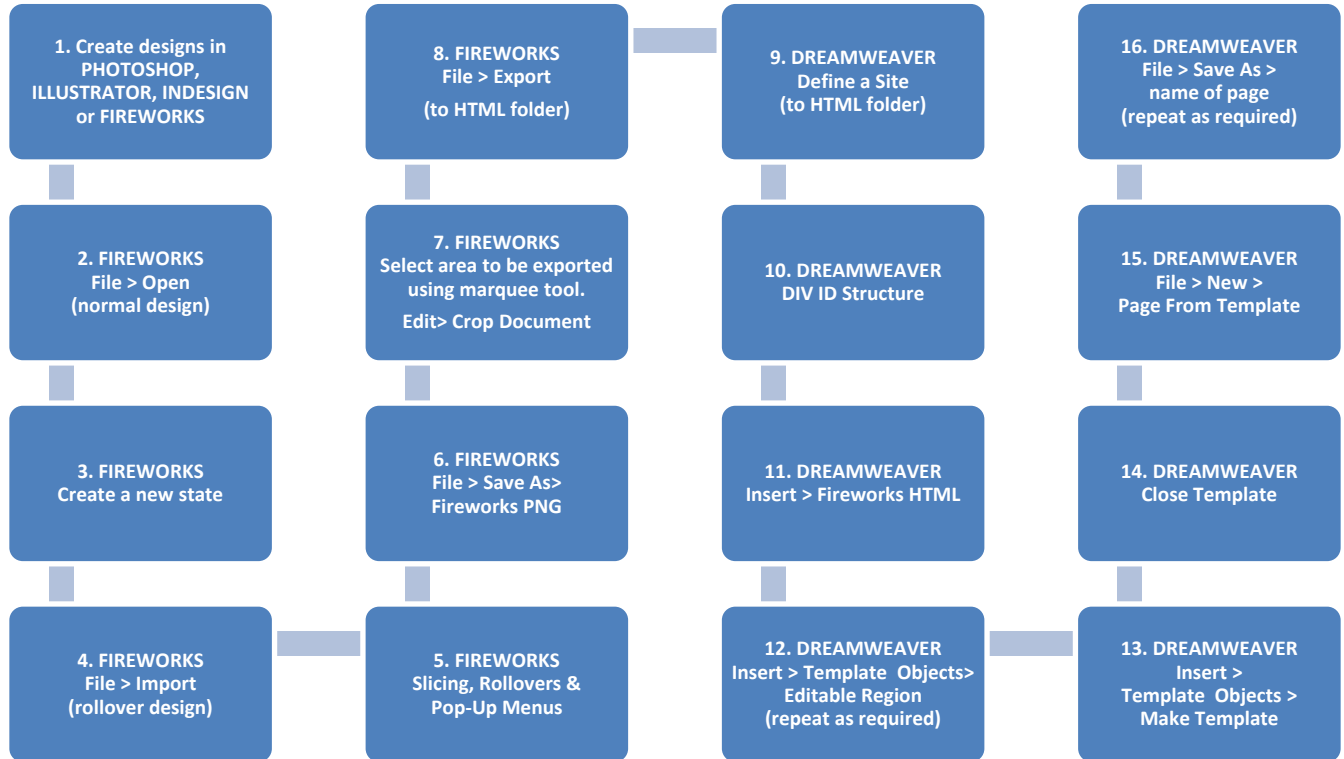 1. Create designs in
PHOTOSHOP,
ILLUSTRATOR, INDESIGN
or FIREWORKS
2. FIREWORKS
File > Open
(normal design)
3. FIREWORKS
Create a new state
4. FIREWORKS
File > Import
(rollover design)
5. FIREWORKS
Slicing, Rollovers &
Pop-Up Menus
6. FIREWORKS
File > Save As>
Fireworks PNG
7. FIREWORKS
Select area to be exported
using marquee tool.
Edit> Crop Document
8. FIREWORKS
File > Export
(to HTML folder)
9. DREAMWEAVER
Define a Site
(to HTML folder)
10. DREAMWEAVER
DIV ID Structure
11. DREAMWEAVER
Insert > Fireworks HTML
12. DREAMWEAVER
Insert > Template Objects>
Editable Region
(repeat as required)
13. DREAMWEAVER
Insert >
Template Objects >
Make Template
14. DREAMWEAVER
Close Template
15. DREAMWEAVER
File > New >
Page From Template
16. DREAMWEAVER
File > Save As >
name of page
(repeat as required)